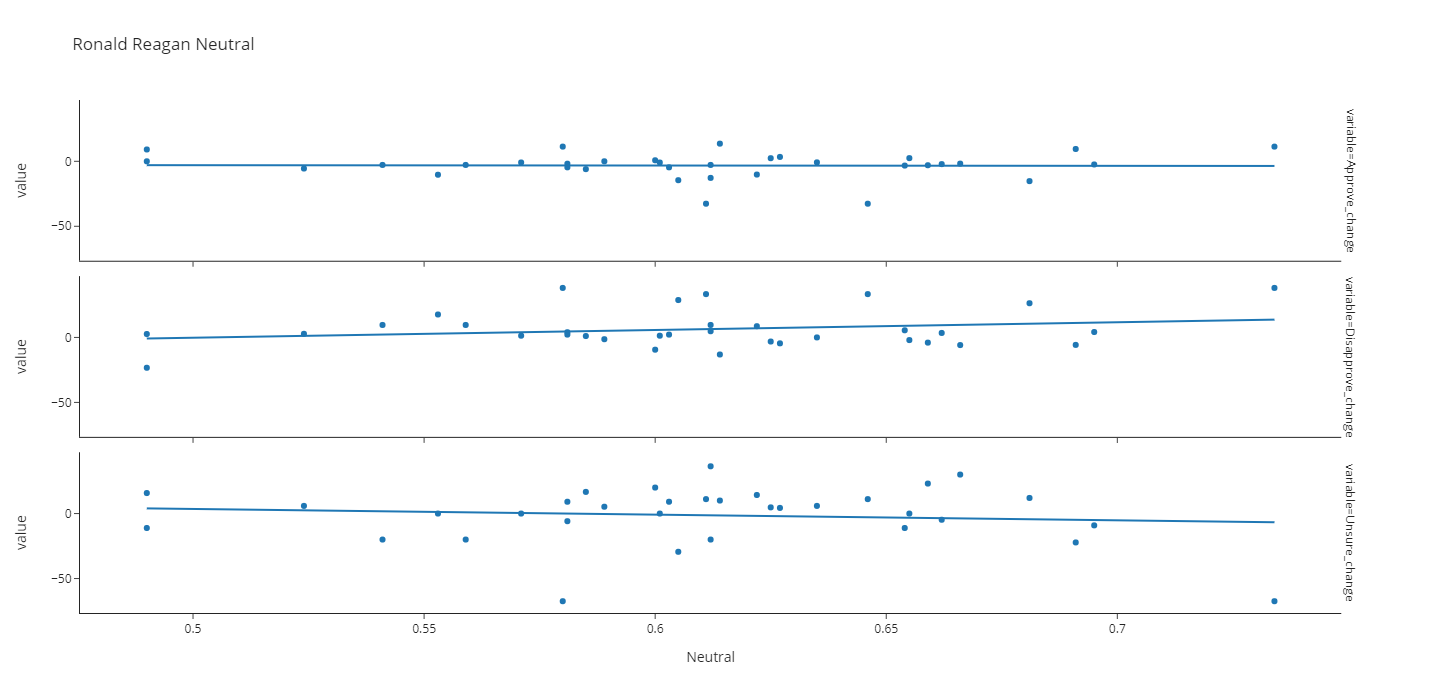 Ronald Reagan Neutral
value
0
−50
variable=Approve_change
value
0
−50
variable=Disapprove_change
value
0
−50
variable=Unsure_change
0.5 0.55 0.6 0.65 0.7
Neutral